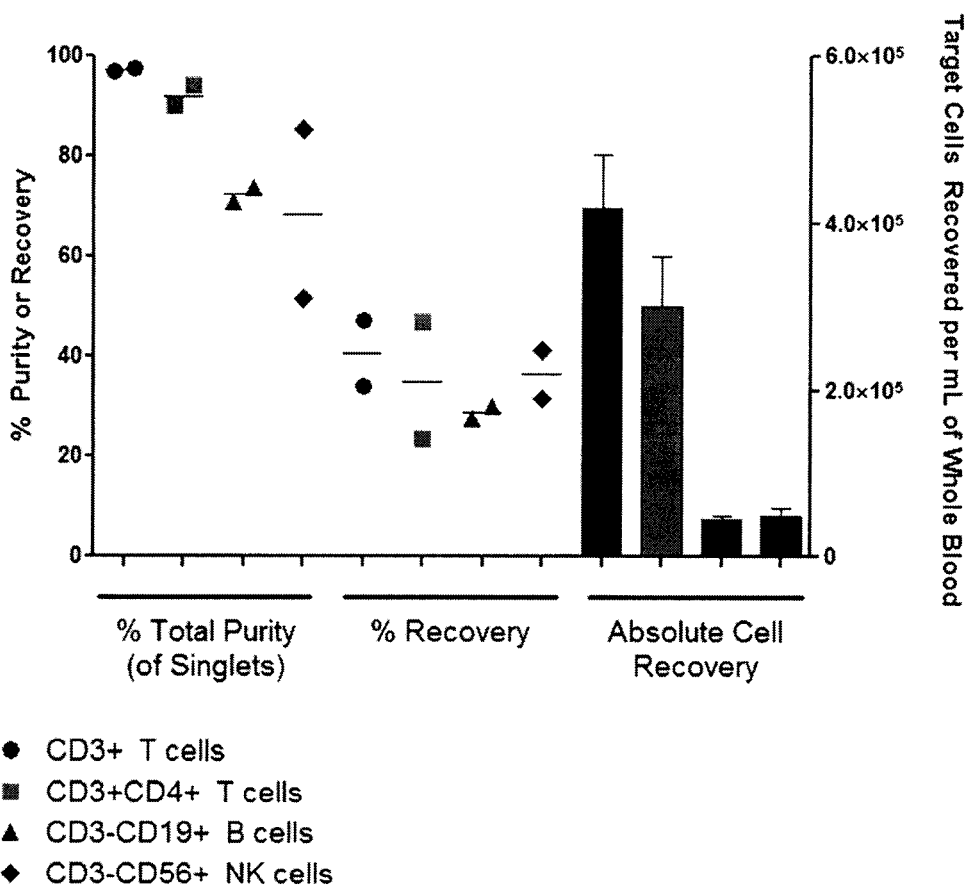 % Purity or Recovery
100
80
60
40
20
0
6.0×10⁵
4.0×10⁵
2.0×10⁵
0
Target Cells Recovered per mL of Whole Blood
% Total Purity
(of Singlets)
% Recovery
Absolute Cell
Recovery
CD3+ T cells
CD3+CD4+ T cells
CD3-CD19+ B cells
CD3-CD56+ NK cells